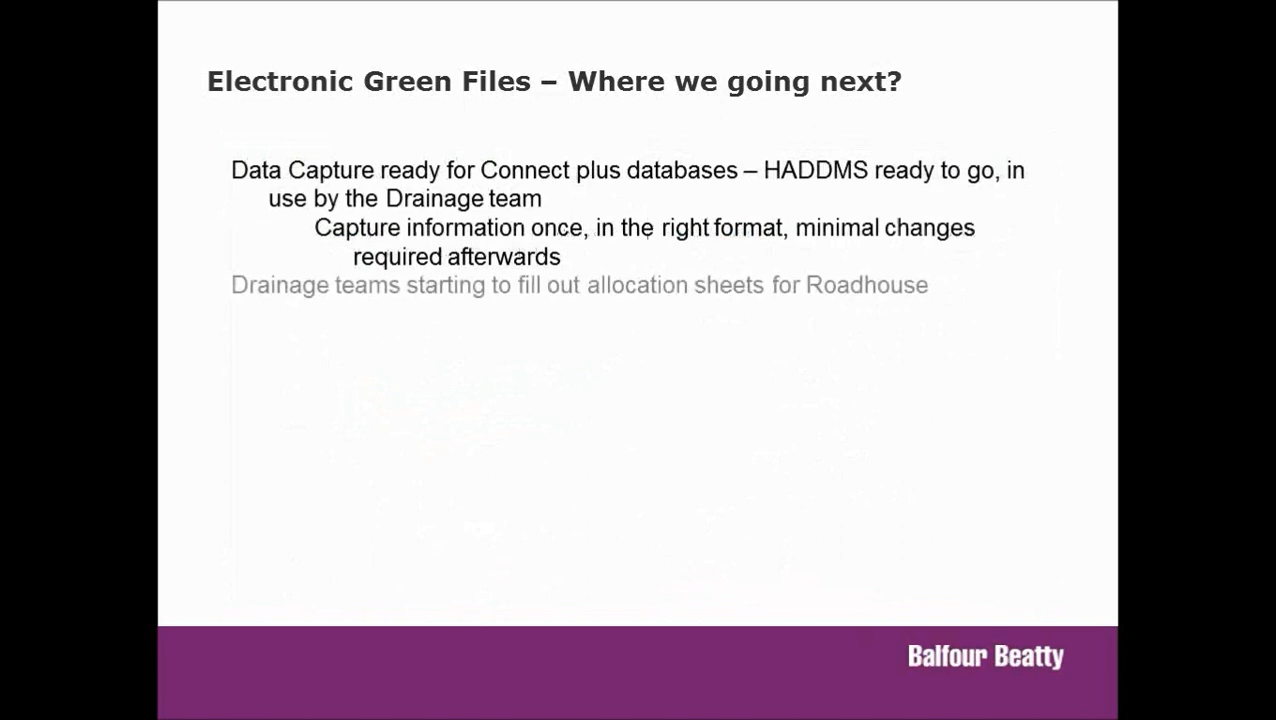 Electronic Green Files – Where we going next?
Data Capture ready for Connect plus databases – HADDMS ready to go, in
use by the Drainage team
Capture information once, in the right format, minimal changes
required afterwards
Drainage teams starting to fill out allocation sheets for Roadhouse
Balfour Beatty